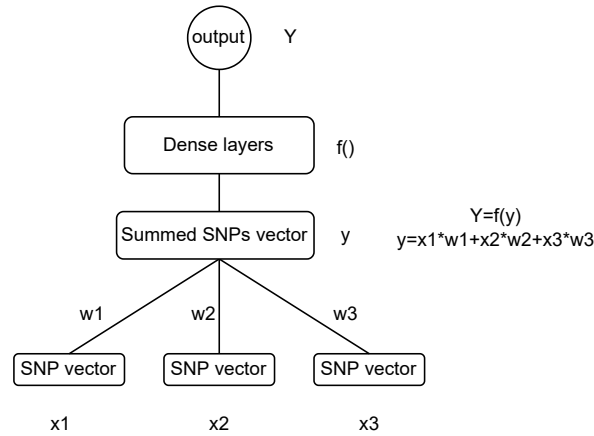 output Y
Dense layers f()
Summed SNPs vector y
Y=f(y)
y=x1*w1+x2*w2+x3*w3
w1 w2 w3
SNP vector SNP vector SNP vector
x1 x2 x3